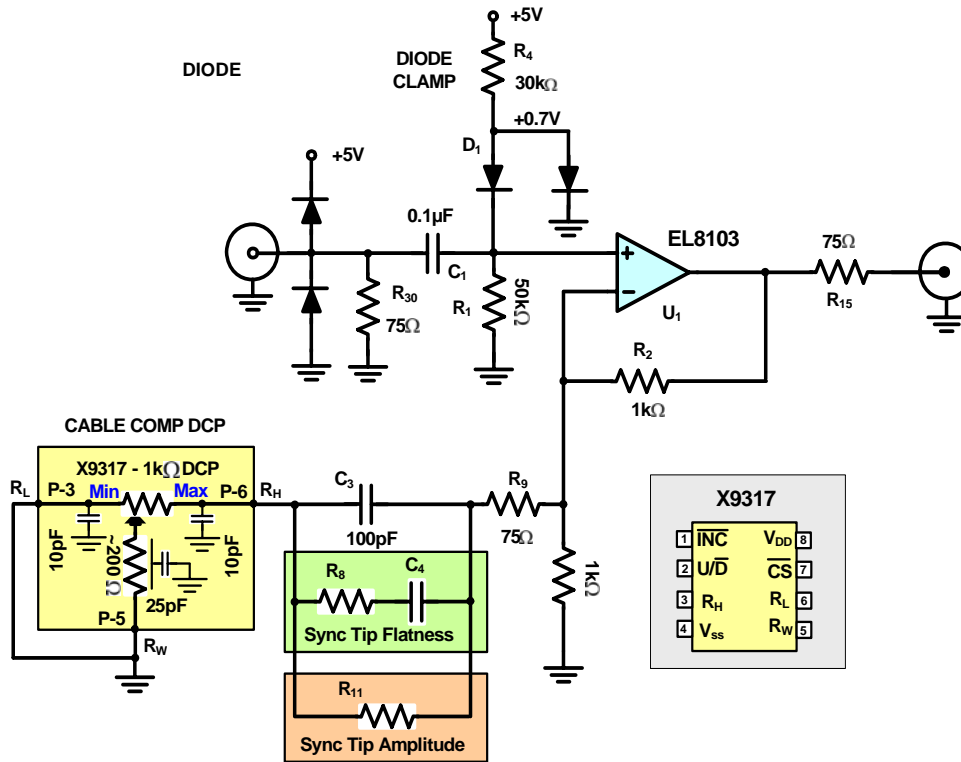 +5V
R4
30kΩ
DIODE
DIODE
CLAMP
+0.7V
D1
+5V
0.1µF
C1
R30
75Ω
R1
50kΩ
EL8103
+
−
U1
75Ω
R15
R2
1kΩ
CABLE COMP DCP
X9317 - 1kΩ DCP
RL
P-3
Min
Max
P-6
RH
10pF
10pF
~200Ω
25pF
P-5
RW
C3
100pF
R9
75Ω
1kΩ
R8
C4
Sync Tip Flatness
R11
Sync Tip Amplitude
X9317
1 INC
VDD 8
2 U/D
CS 7
3 RH
RL 6
4 Vss
RW 5